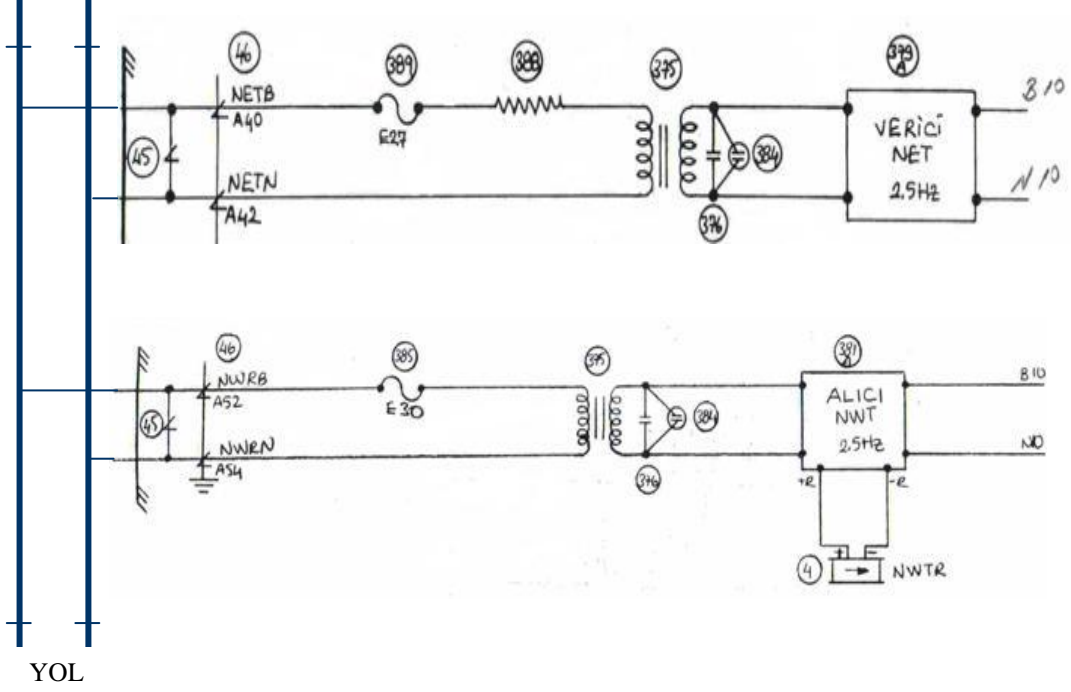 46
389
388
375
379
A
NETB
A40
E27
45
NETN
A42
384
376
VERİCİ
NET
2.5HZ
B10
N10
46
385
375
381
NWRB
A52
E30
45
NWRN
A54
384
376
ALICI
NWT
2.5HZ
B10
N10
+R
-R
+
-
4
NWTR
YOL